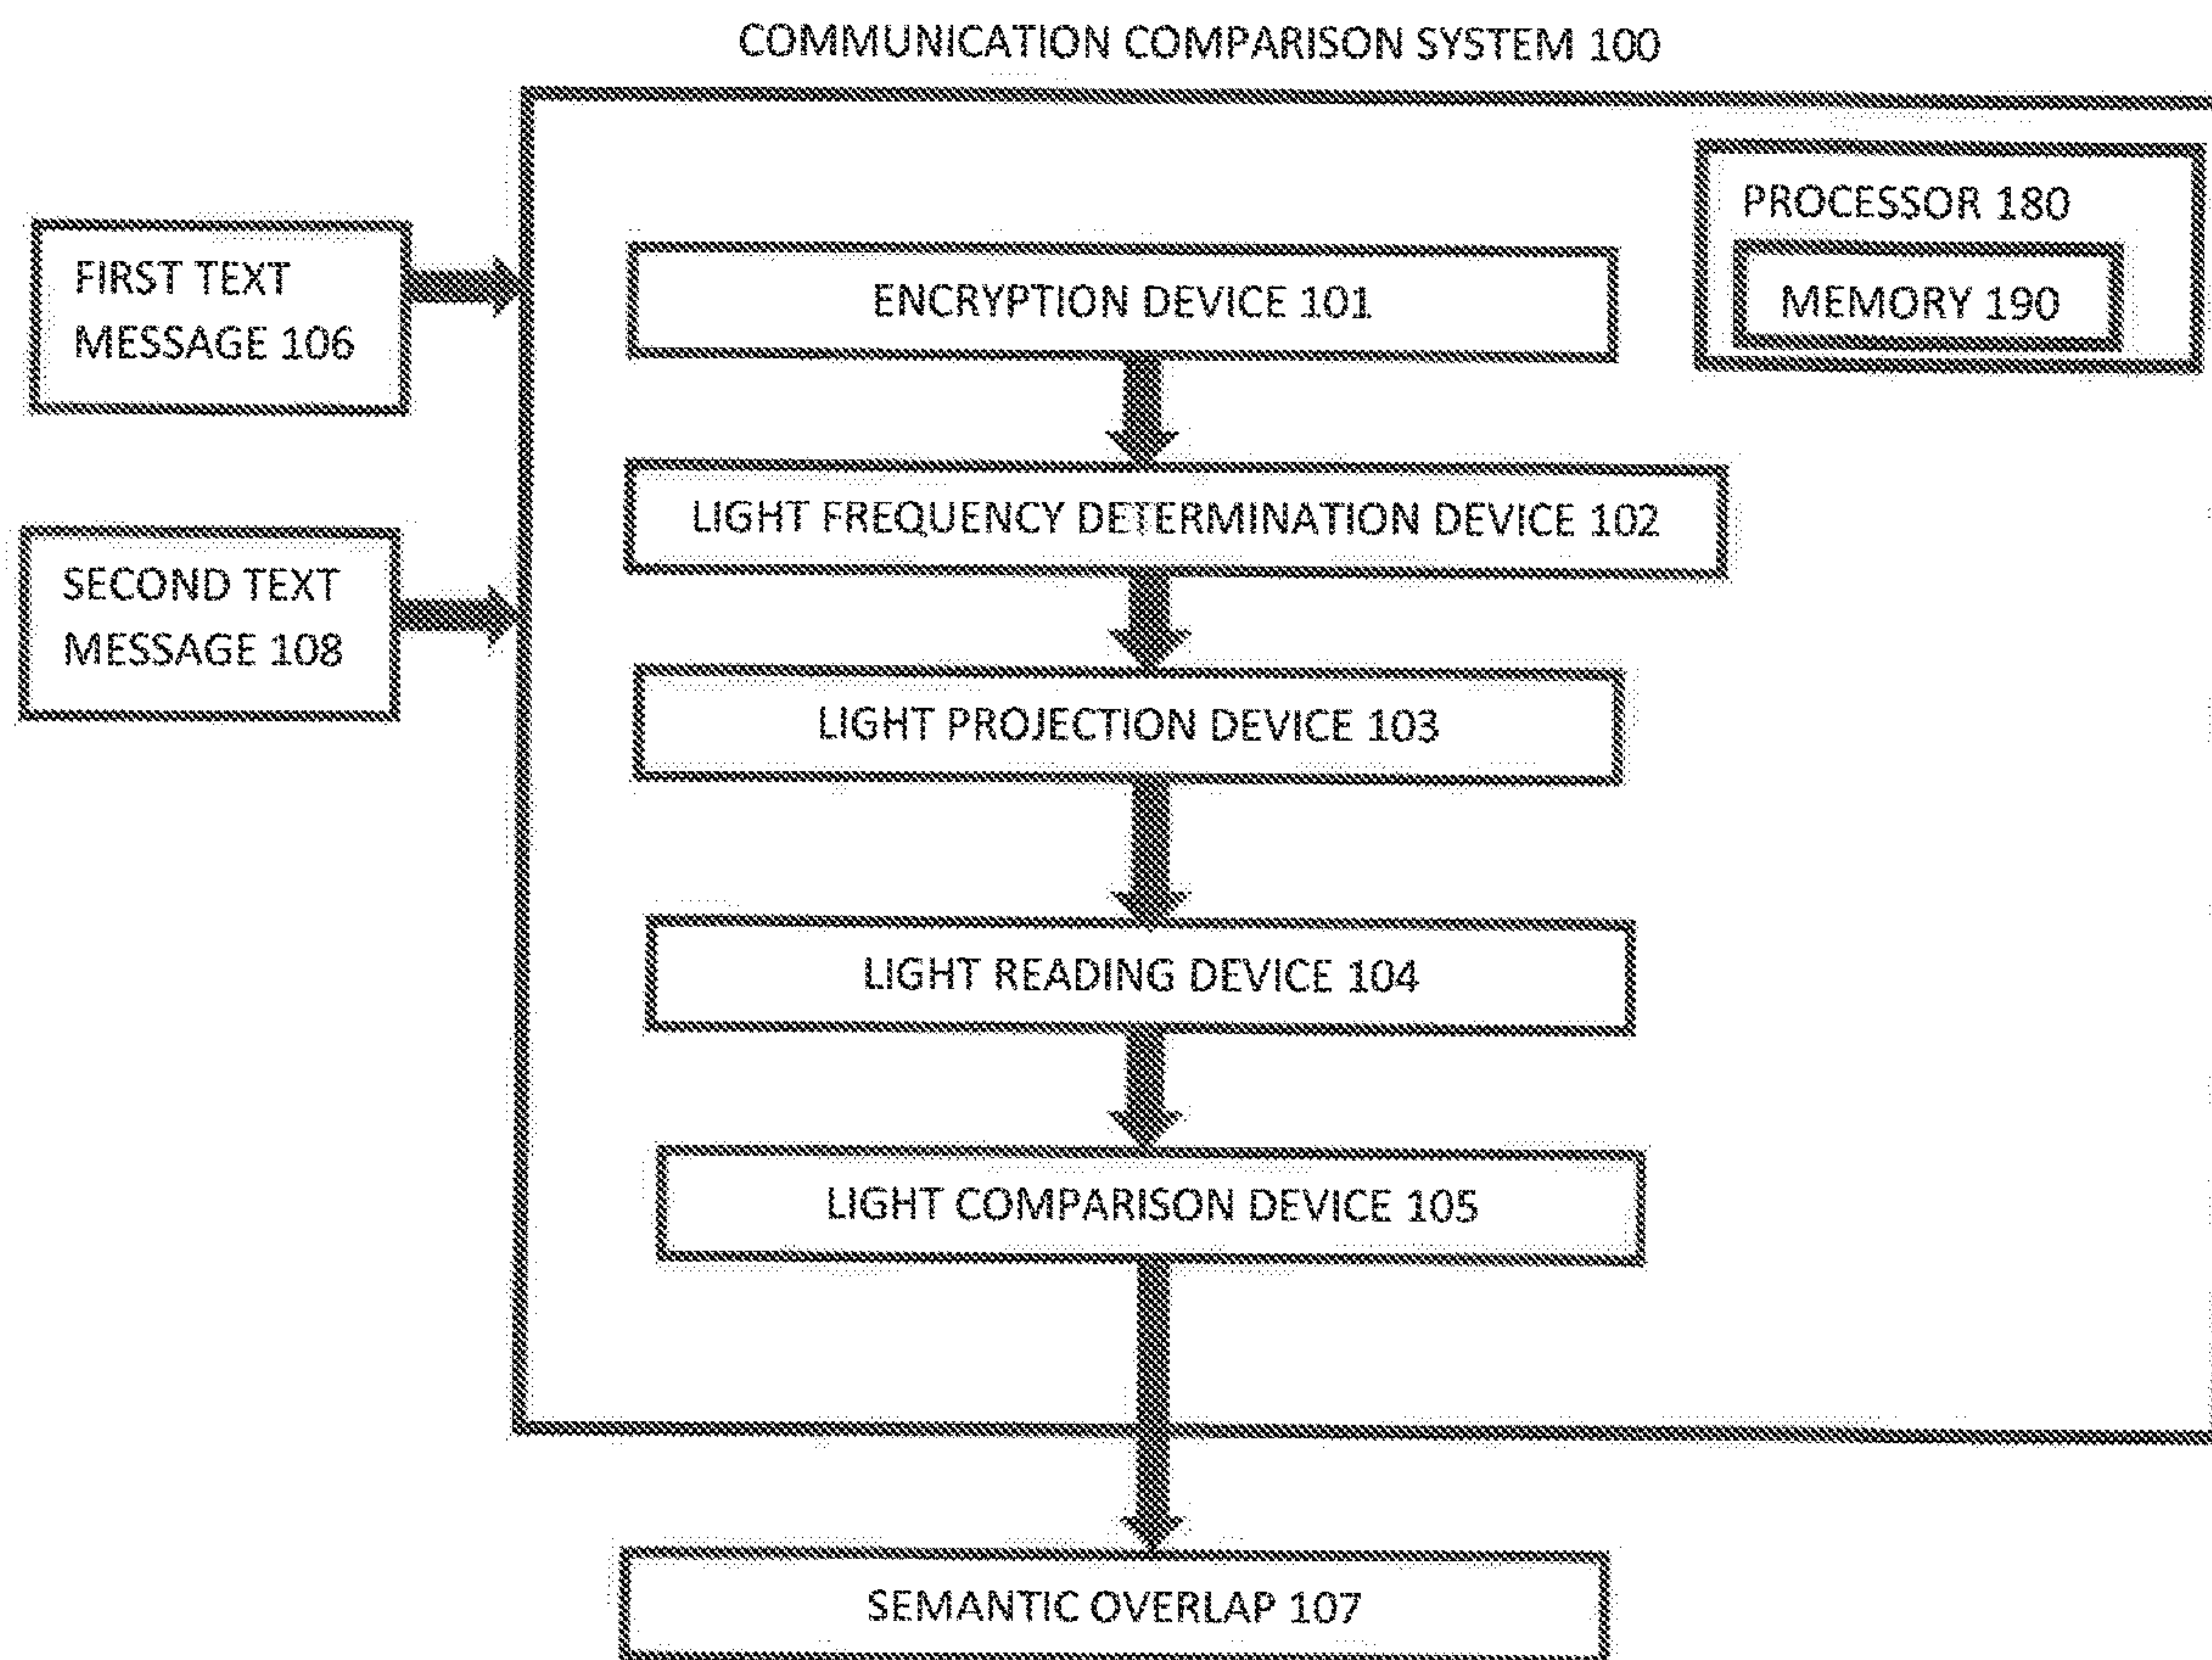 COMMUNICATION COMPARISON SYSTEM 100
PROCESSOR 180
MEMORY 190
FIRST TEXT
MESSAGE 106
ENCRYPTION DEVICE 101
LIGHT FREQUENCY DETERMINATION DEVICE 102
SECOND TEXT
MESSAGE 108
LIGHT PROJECTION DEVICE 103
LIGHT READING DEVICE 104
LIGHT COMPARISON DEVICE 105
SEMANTIC OVERLAP 107